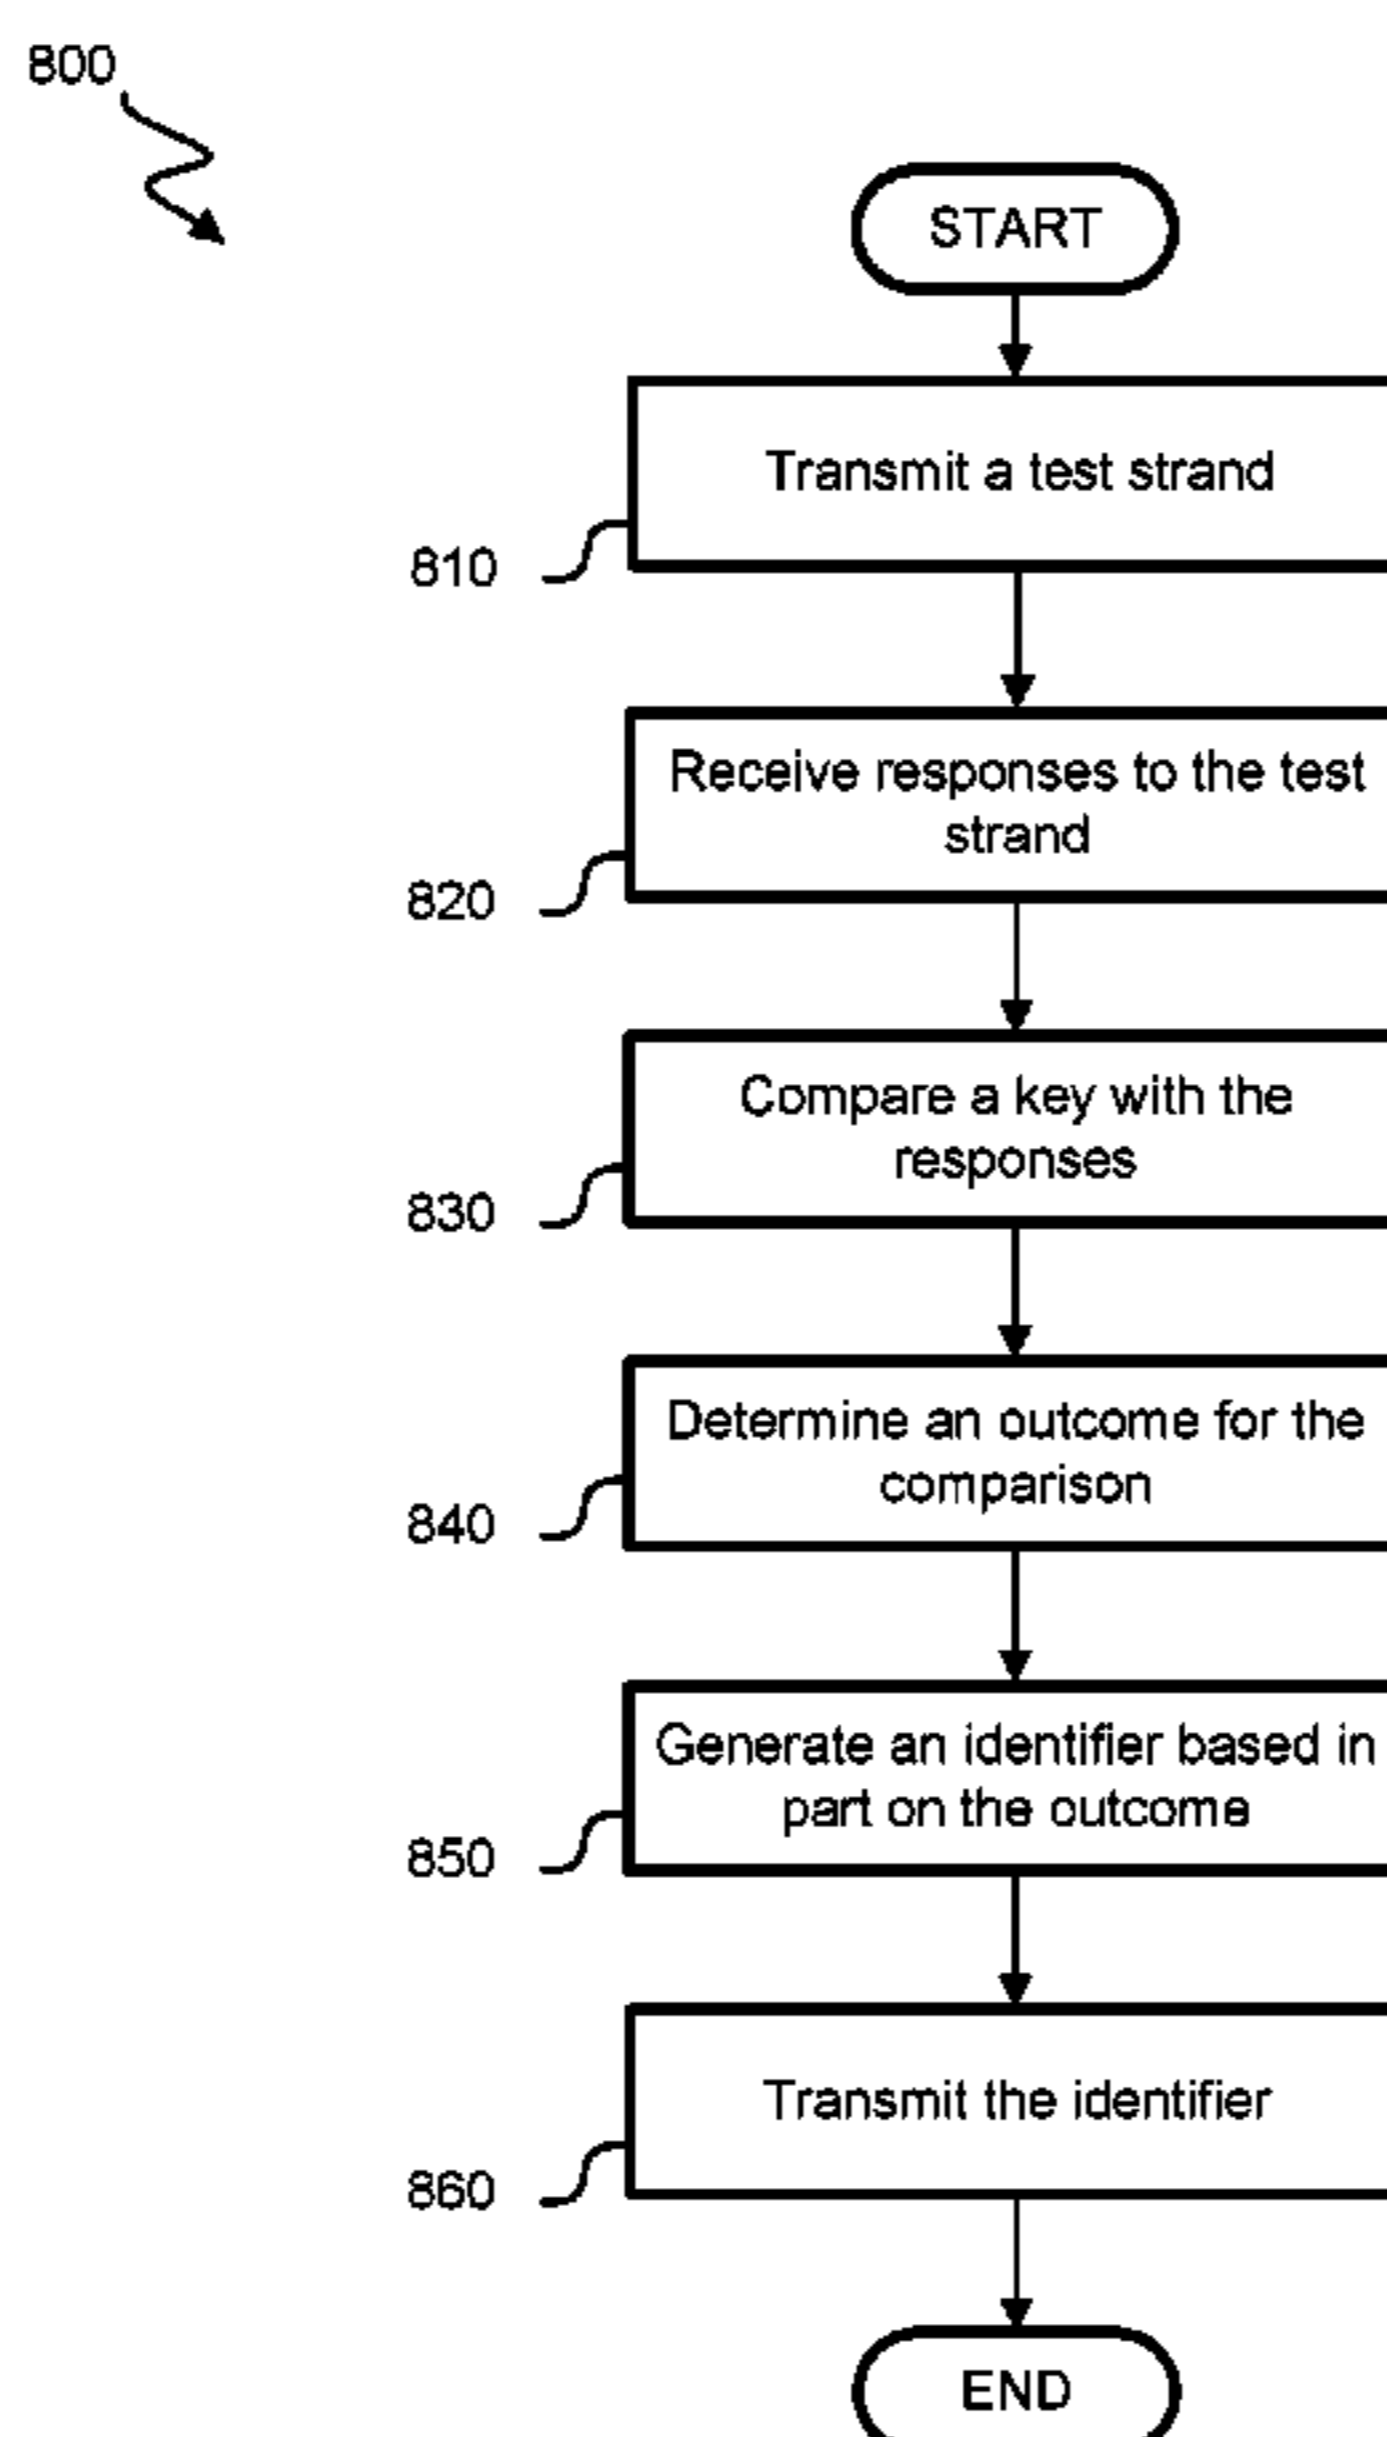 800
START
Transmit a test strand
810
Receive responses to the test
strand
820
Compare a key with the
responses
830
Determine an outcome for the
comparison
840
Generate an identifier based in
part on the outcome
850
Transmit the identifier
860
END